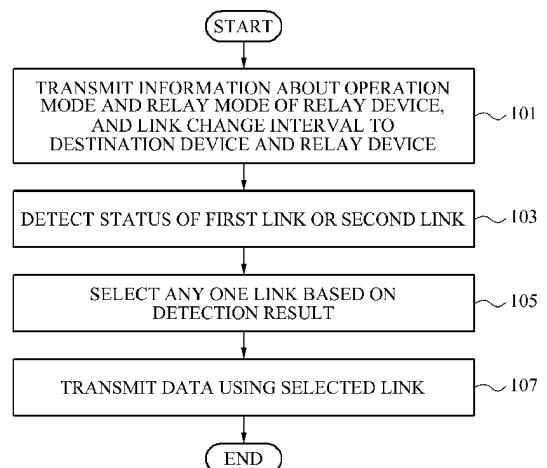 START
TRANSMIT INFORMATION ABOUT OPERATION
MODE AND RELAY MODE OF RELAY DEVICE,
AND LINK CHANGE INTERVAL TO
DESTINATION DEVICE AND RELAY DEVICE
101
DETECT STATUS OF FIRST LINK OR SECOND LINK
103
SELECT ANY ONE LINK BASED ON
DETECTION RESULT
105
TRANSMIT DATA USING SELECTED LINK
107
END